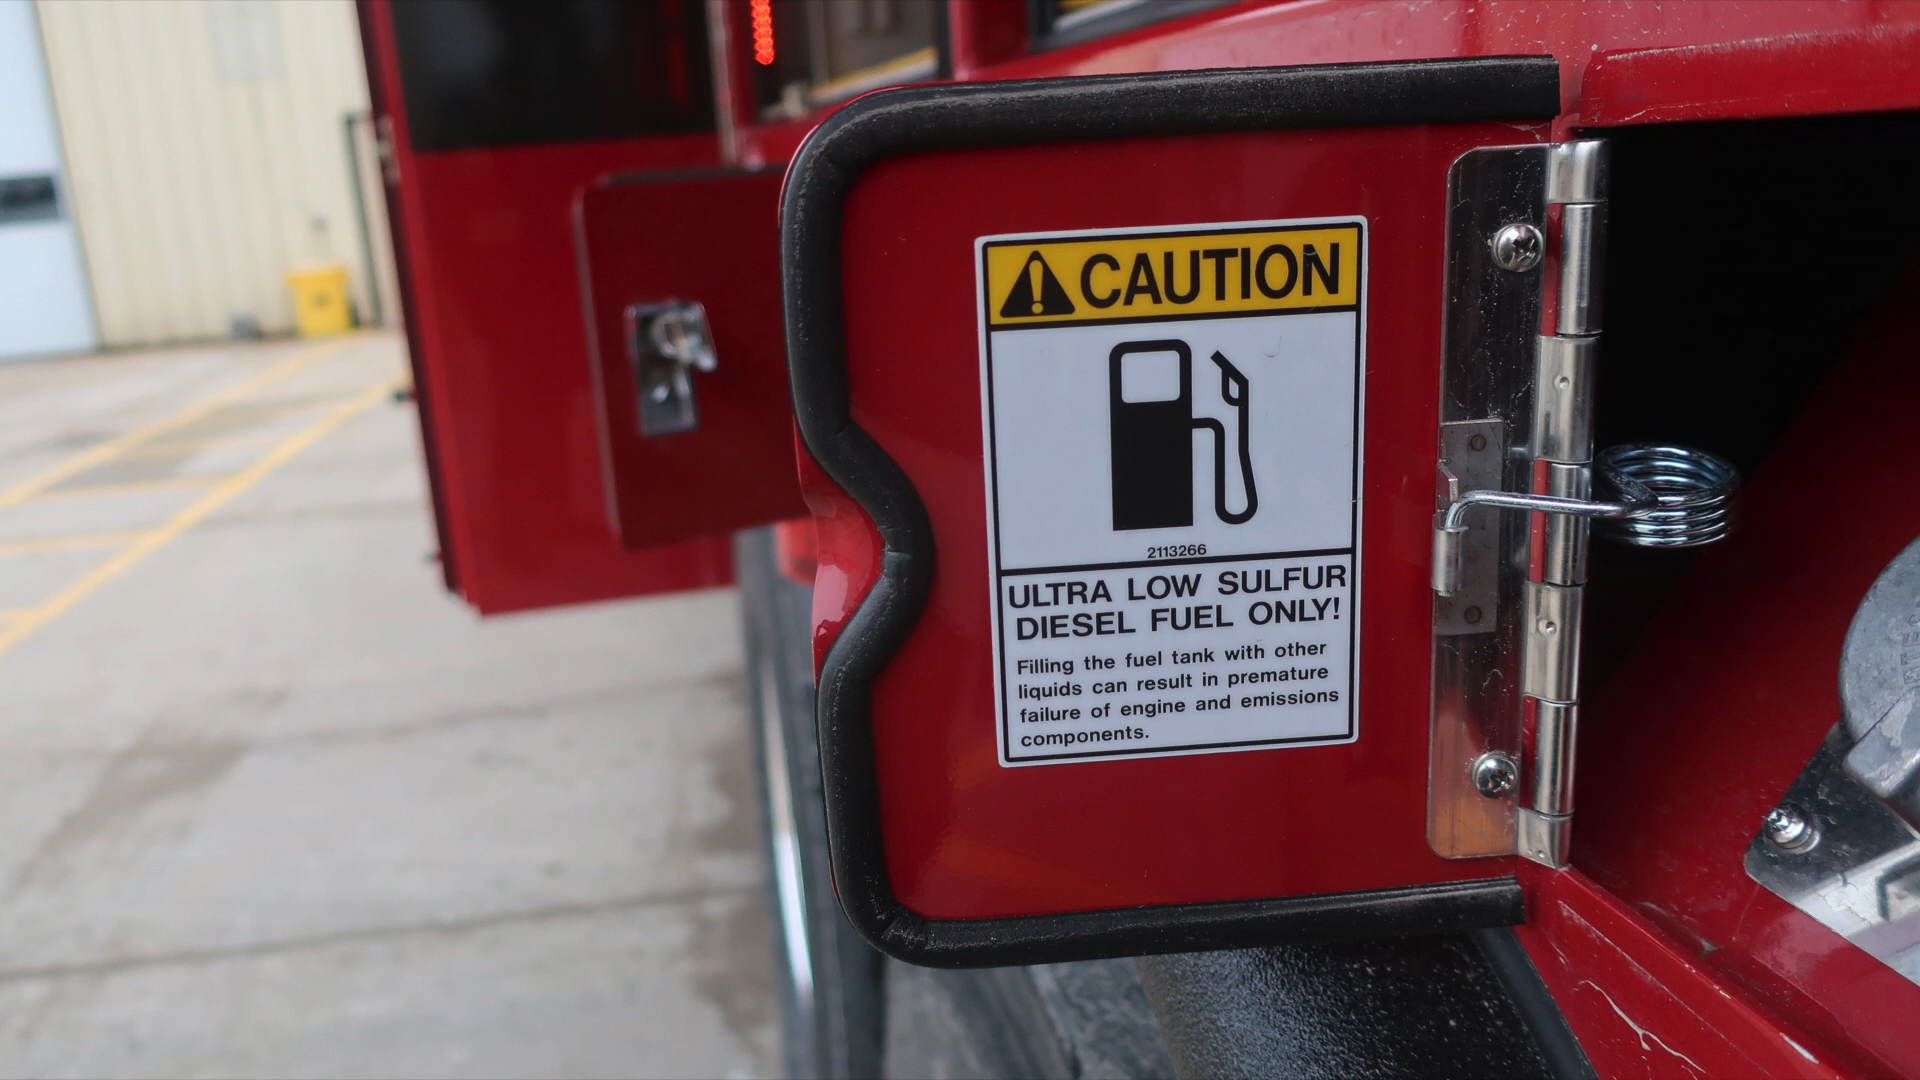 CAUTION
2113266
ULTRA LOW SULFUR
DIESEL FUEL ONLY!
Filling the fuel tank with other
liquids can result in premature
failure of engine and emissions
components.